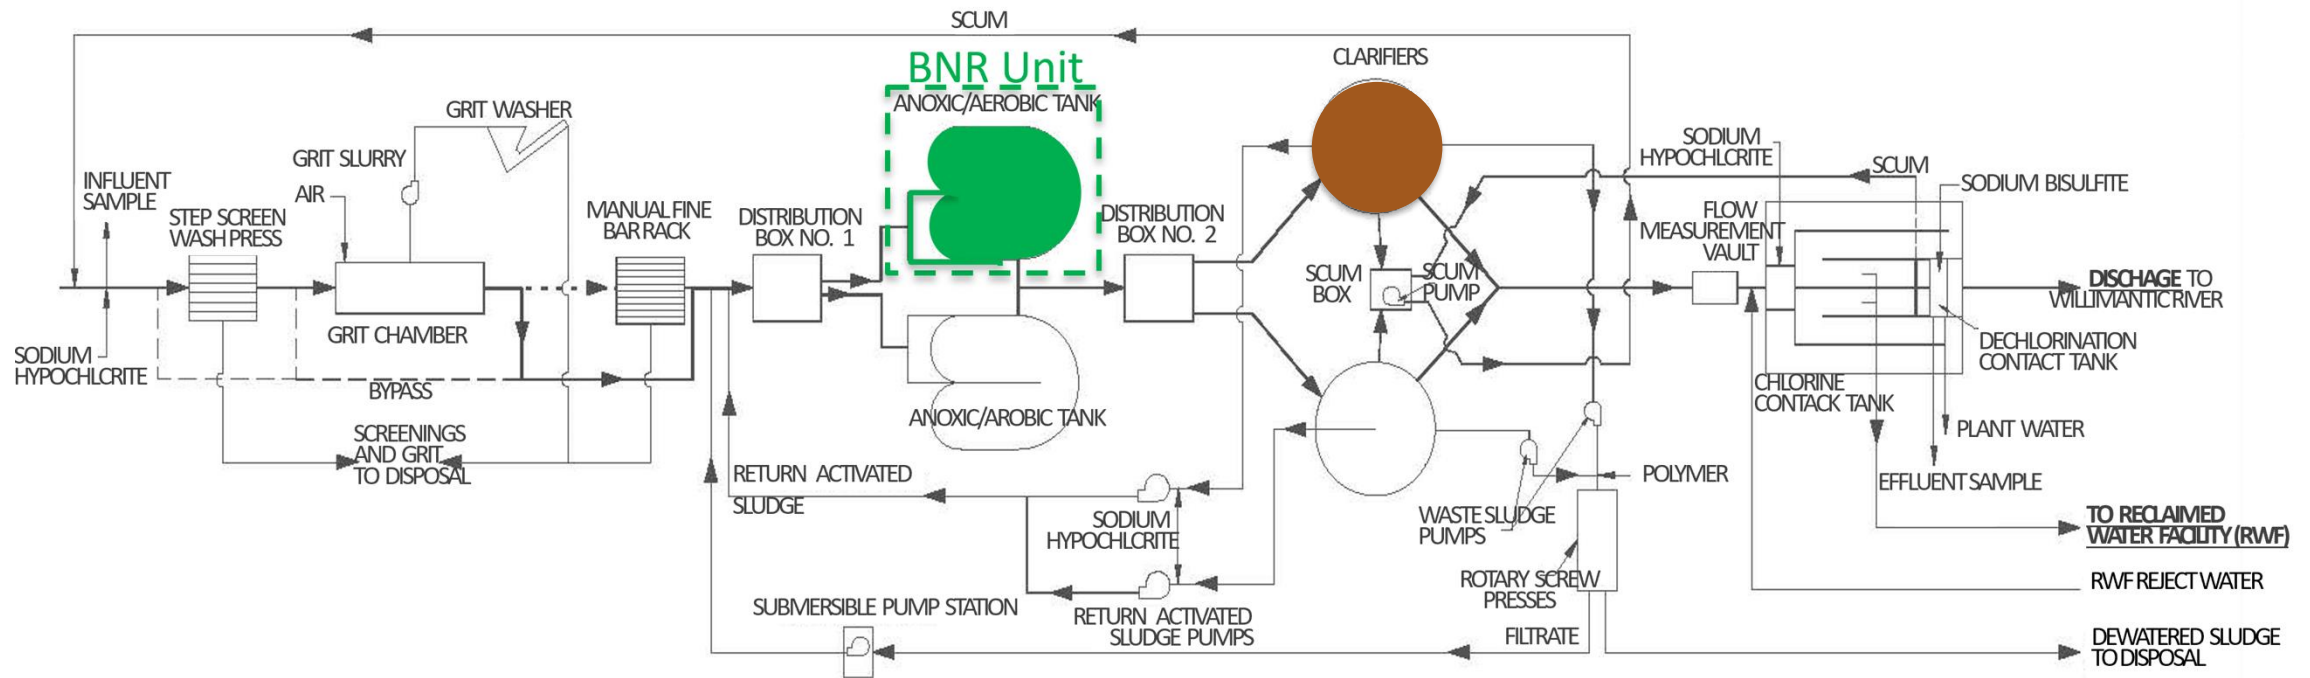 SCUM
BNR Unit
CLARIFIERS
ANOXIC/AEROBIC TANK
GRIT WASHER
GRIT SLURRY
AIR
INFLUENT
SAMPLE
STEP SCREEN
WASH PRESS
MANUAL FINE
BAR RACK
DISTRIBUTION
BOX NO. 1
DISTRIBUTION
BOX NO. 2
SODIUM
HYPOCHLCRITE
SCUM
SODIUM BISULFITE
FLOW
MEASUREMENT
VAULT
SCUM
BOX
SCUM
PUMP
DISCHAGE TO
WILLIMANTIC RIVER
GRIT CHAMBER
SODIUM
HYPOCHLCRITE
BYPASS
DECHLORINATION
CONTACT TANK
CHLORINE
CONTACK TANK
ANOXIC/AROBIC TANK
PLANT WATER
SCREENINGS
AND GRIT
TO DISPOSAL
RETURN ACTIVATED
SLUDGE
POLYMER
EFFLUENT SAMPLE
SODIUM
HYPOCHLCRITE
WASTE SLUDGE
PUMPS
TO RECLAIMED
WATER FACILITY (RWF)
ROTARY SCREW
PRESSES
RWF REJECT WATER
SUBMERSIBLE PUMP STATION
RETURN ACTIVATED
SLUDGE PUMPS
FILTRATE
DEWATERED SLUDGE
TO DISPOSAL